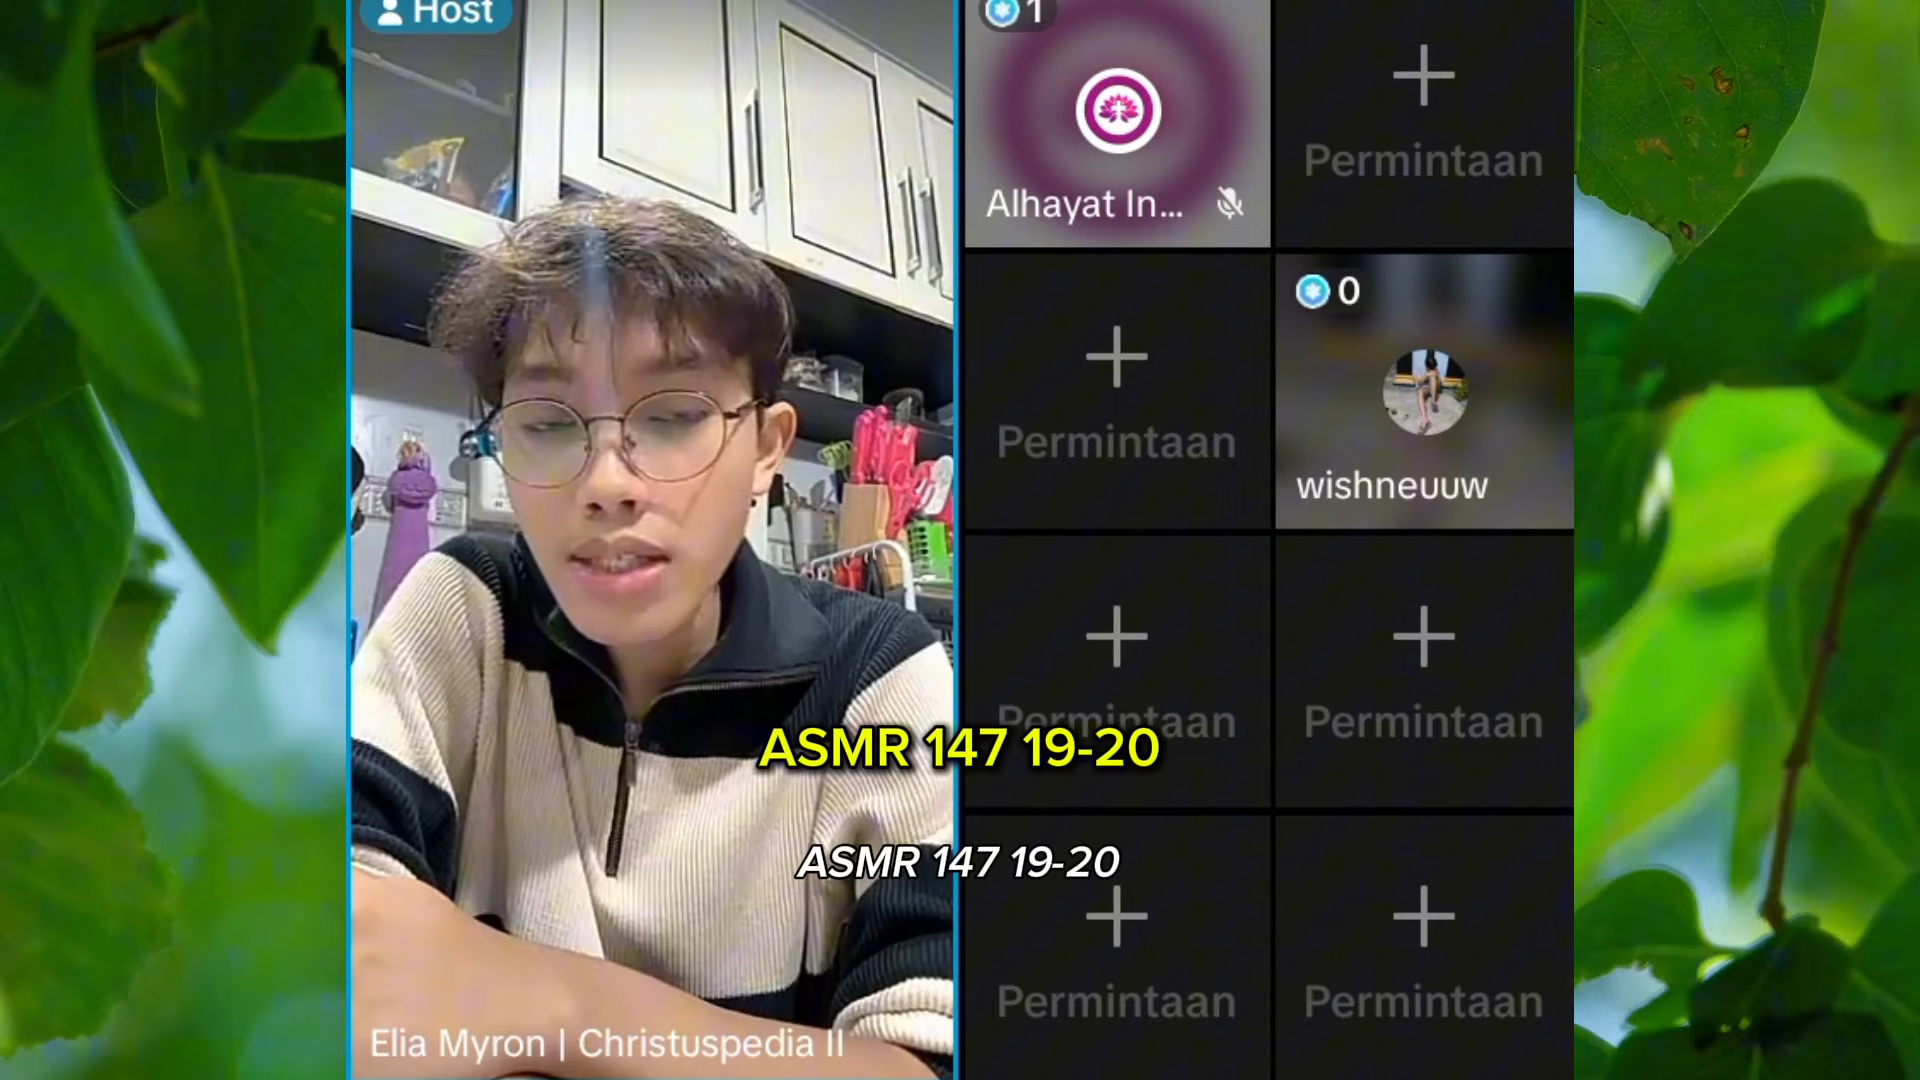 Host
1
Alhayat In...
Permintaan
Permintaan
0
wishneuuw
Permintaan
Permintaan
ASMR 147 19-20
ASMR 147 19-20
Permintaan
Permintaan
Elia Myron | Christuspedia II